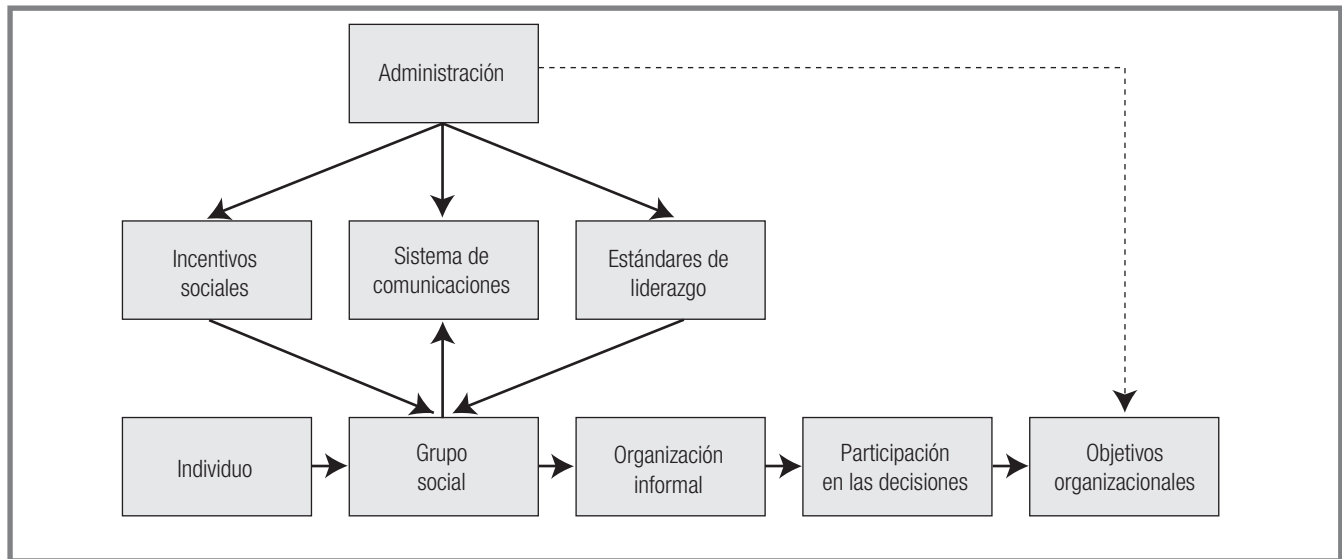 Administración
Incentivos
sociales
Sistema de
comunicaciones
Estándares de
liderazgo
Individuo
Grupo
social
Organización
informal
Participación
en las decisiones
Objetivos
organizacionales